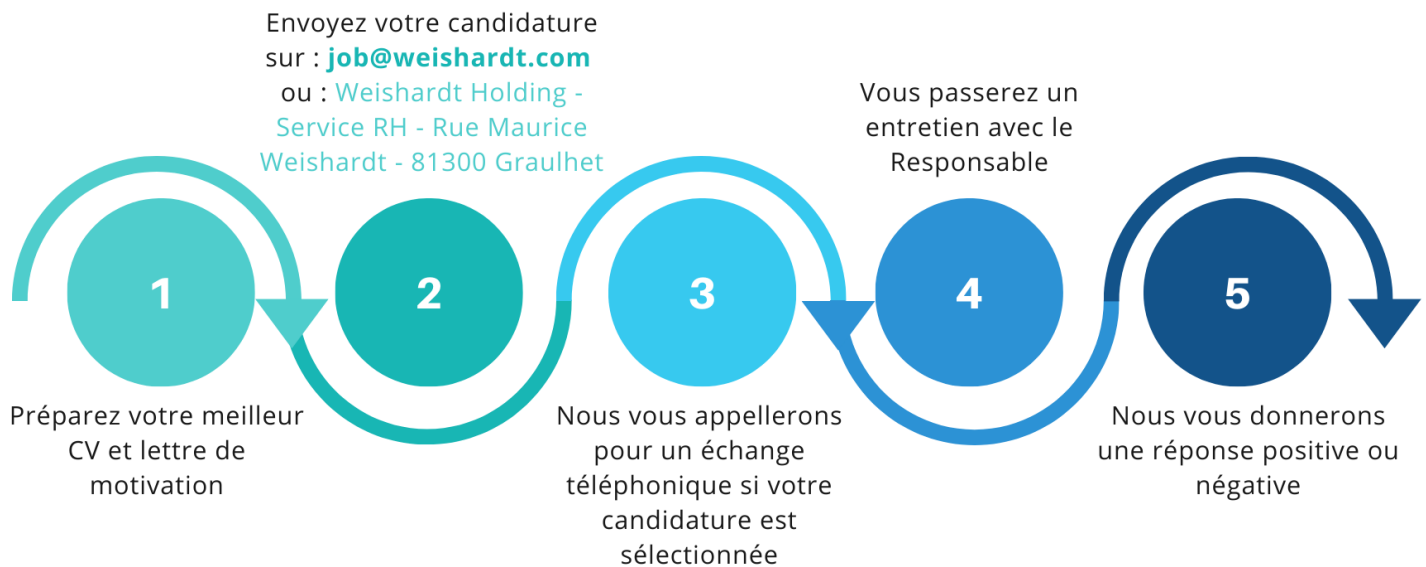 1
Préparez votre meilleur
CV et lettre de
motivation
Envoyez votre candidature
sur : job@weishardt.com
ou : Weishardt Holding -
Service RH - Rue Maurice
Weishardt - 81300 Graulhet
2
3
Nous vous appellerons
pour un échange
téléphonique si votre
candidature est
sélectionnée
Vous passerez un
entretien avec le
Responsable
4
5
Nous vous donnerons
une réponse positive ou
négative